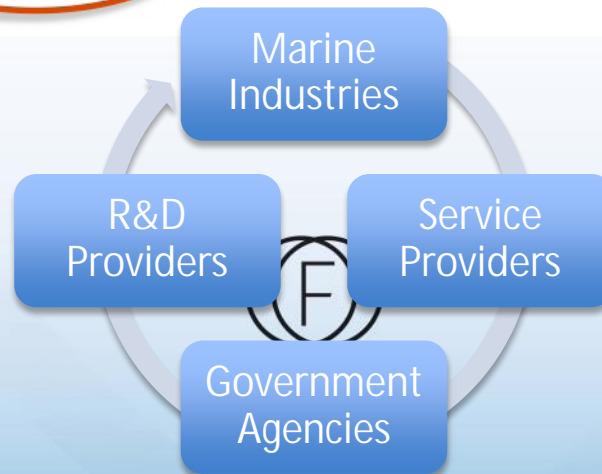 Marine
Industries
R&D
Providers
Service
Providers
F
Government
Agencies